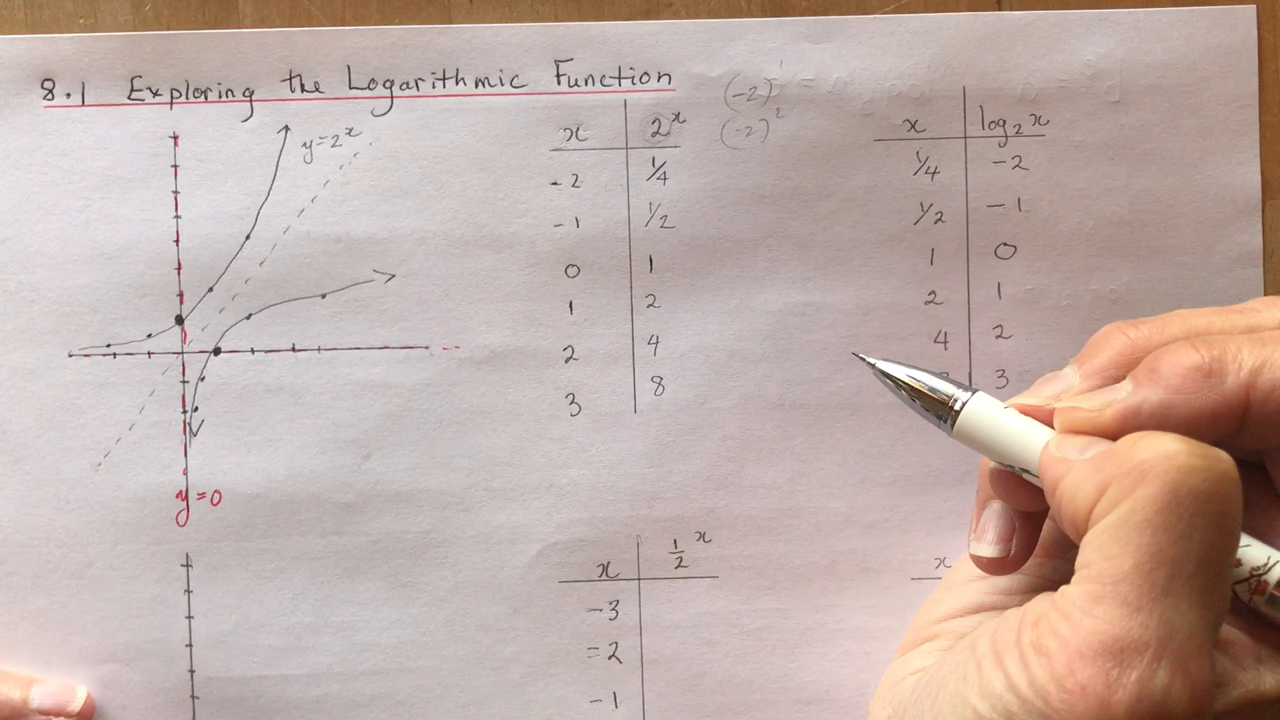 8.1 Exploring the Logarithmic Function
y=2^x
y=0
x 2^x
-2 1/4
-1 1/2
0 1
1 2
2 4
3 8
(-2)^1
(-2)^2
x log₂x
1/4 -2
1/2 -1
1 0
2 1
4 2
3
x 1/2^x
-3
=2
-1
x